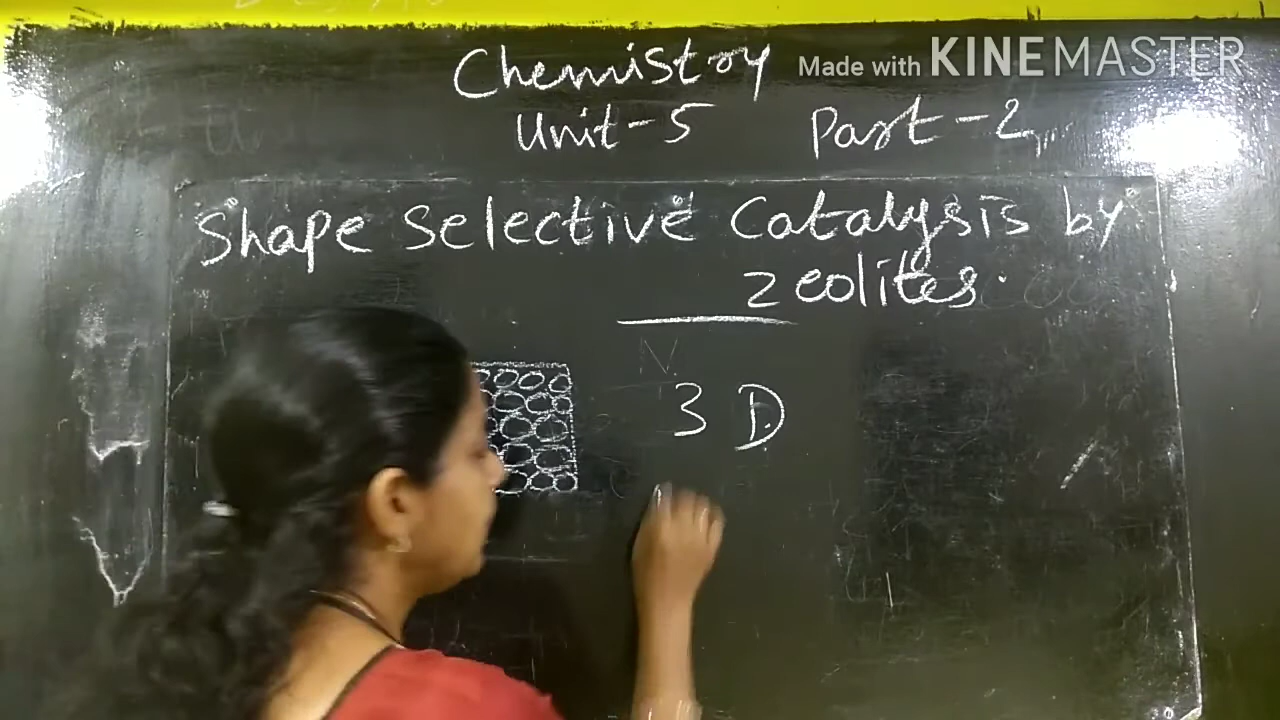 Chemistry
Made with KINEMASTER
Unit-5 Part-2
Shape Selective Catalysis by
zeolites.
3 D